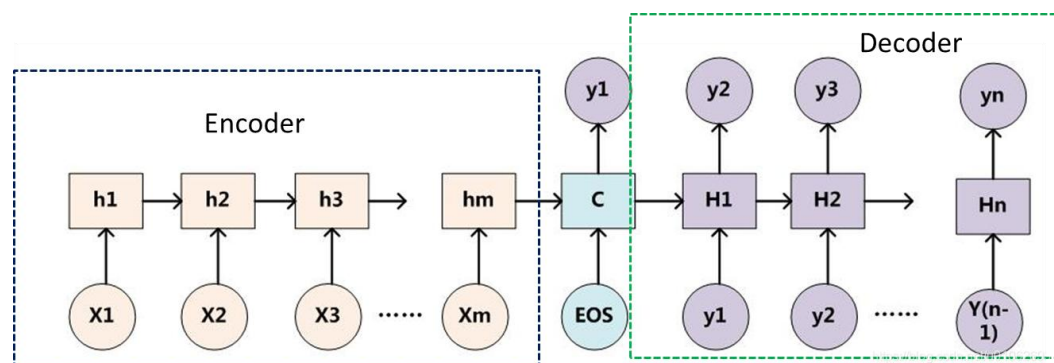 Decoder
Encoder
y1 y2 y3 yn
h1 h2 h3 hm C H1 H2 Hn
X1 X2 X3 ...... Xm EOS y1 y2 ...... Y(n-
1)